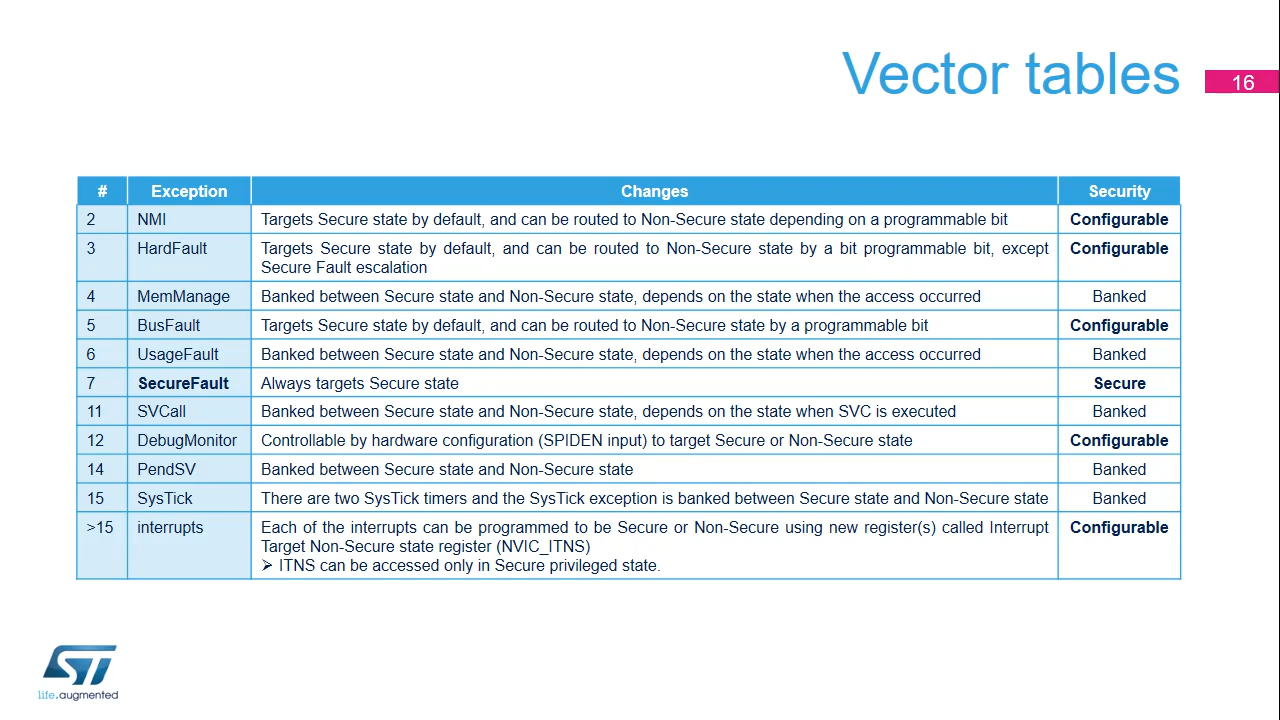 Vector tables
16
# Exception Changes Security
2 NMI Targets Secure state by default, and can be routed to Non-Secure state depending on a programmable bit Configurable
3 HardFault Targets Secure state by default, and can be routed to Non-Secure state by a bit programmable bit, except Configurable
Secure Fault escalation
4 MemManage Banked between Secure state and Non-Secure state, depends on the state when the access occurred Banked
5 BusFault Targets Secure state by default, and can be routed to Non-Secure state by a programmable bit Configurable
6 UsageFault Banked between Secure state and Non-Secure state, depends on the state when the access occurred Banked
7 SecureFault Always targets Secure state Secure
11 SVCall Banked between Secure state and Non-Secure state, depends on the state when SVC is executed Banked
12 DebugMonitor Controllable by hardware configuration (SPIDEN input) to target Secure or Non-Secure state Configurable
14 PendSV Banked between Secure state and Non-Secure state Banked
15 SysTick There are two SysTick timers and the SysTick exception is banked between Secure state and Non-Secure state Banked
>15 interrupts Each of the interrupts can be programmed to be Secure or Non-Secure using new register(s) called Interrupt Configurable
Target Non-Secure state register (NVIC_ITNS)
➢ ITNS can be accessed only in Secure privileged state.
ST
life.augmented